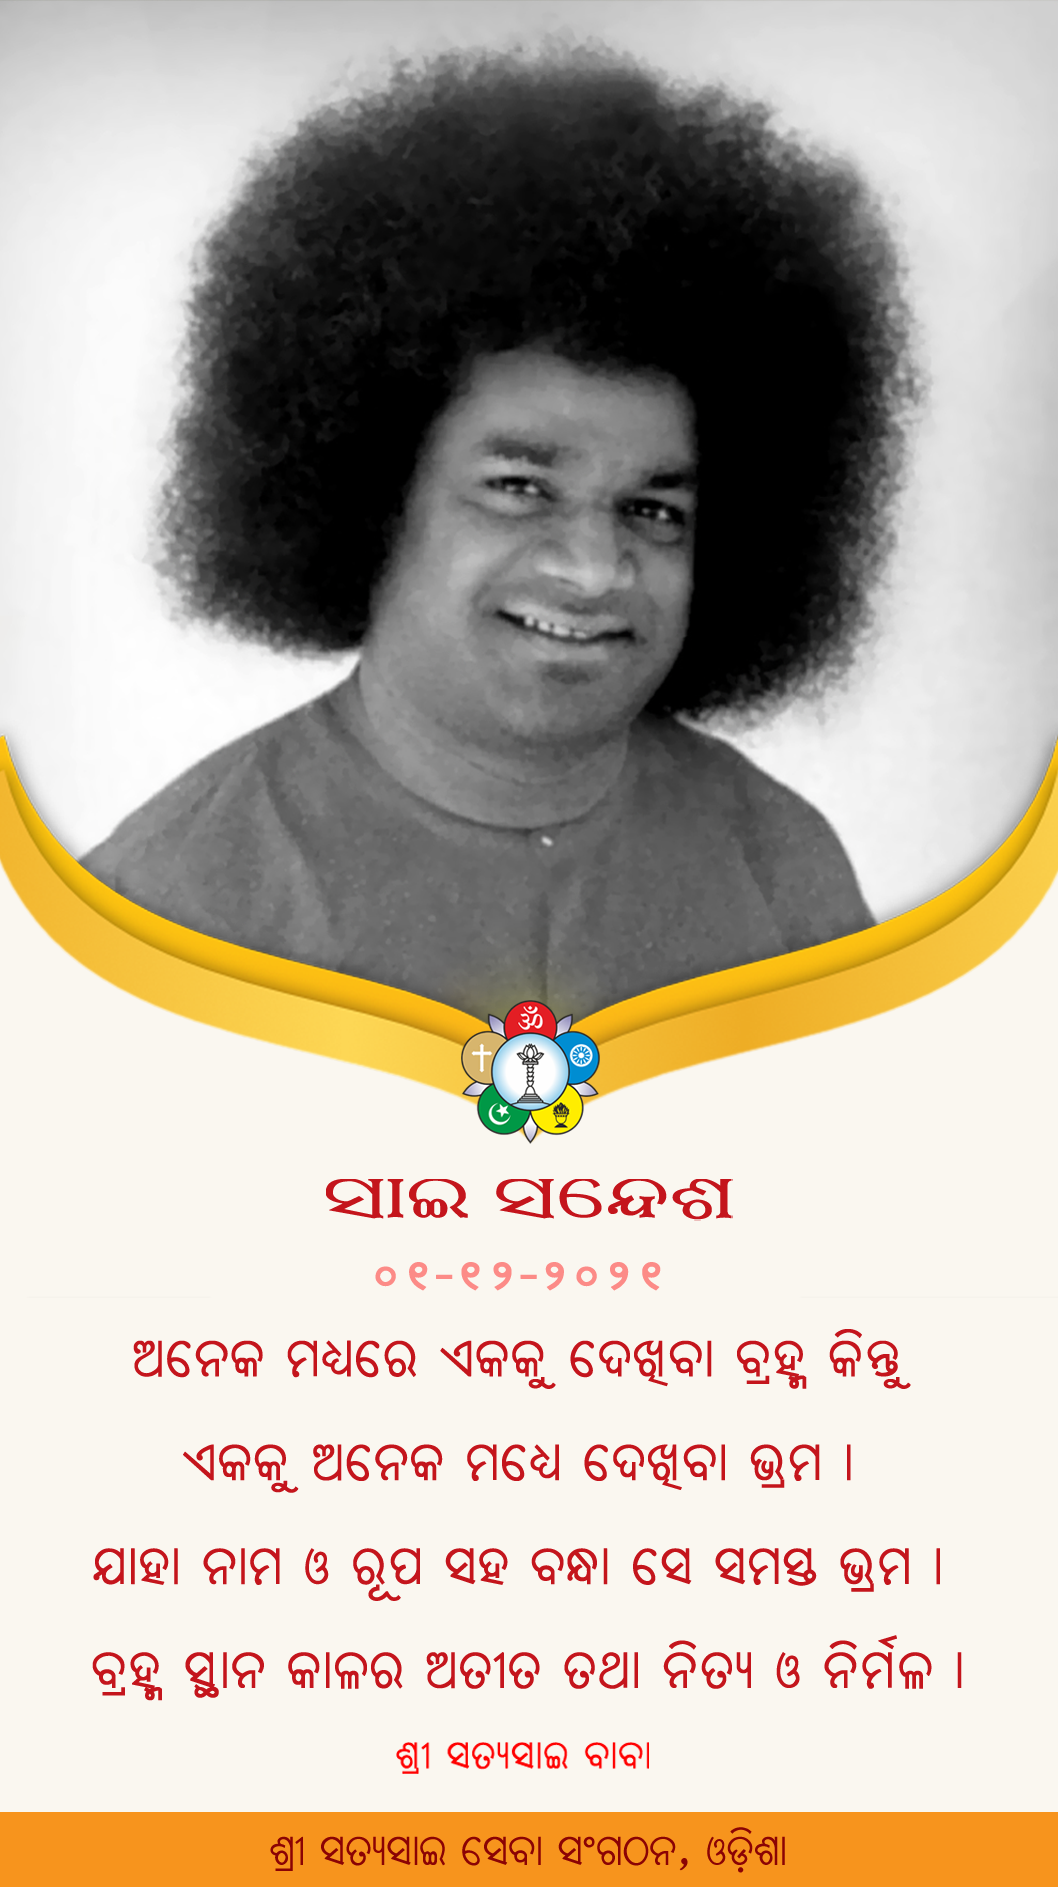 ॐ
ସାଇ ସନ୍ଦେଶ
୦୧-୧୨-୨୦୨୧
ଅନେକ ମଧ୍ୟରେ ଏକକୁ ଦେଖିବା ବ୍ରହ୍ମ କିନ୍ତୁ
ଏକକୁ ଅନେକ ମଧ୍ୟେ ଦେଖିବା ଭ୍ରମ ।
ଯାହା ନାମ ଓ ରୂପ ସହ ବନ୍ଧା ସେ ସମସ୍ତ ଭ୍ରମ ।
ବ୍ରହ୍ମ ସ୍ଥାନ କାଳର ଅତୀତ ତଥା ନିତ୍ୟ ଓ ନିର୍ମଳ ।
ଶ୍ରୀ ସତ୍ୟସାଇ ବାବା
ଶ୍ରୀ ସତ୍ୟସାଇ ସେବା ସଂଗଠନ, ଓଡ଼ିଶା